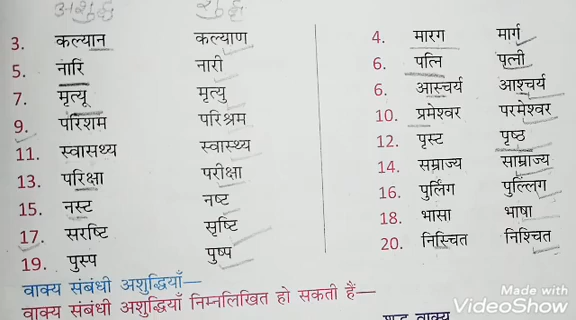 अशुद्ध शुद्ध
3. कल्यान कल्याण 4. मारग मार्ग
5. नारि नारी 6. पत्नि पत्नी
7. मृत्यू मृत्यु 6. आस्चर्य आश्चर्य
9. परिशम परिश्रम 10. प्रमेश्वर परमेश्वर
11. स्वासथ्य स्वास्थ्य 12. पृस्ट पृष्ठ
13. परिक्षा परीक्षा 14. सम्राज्य साम्राज्य
15. नस्ट नष्ट 16. पुर्लिग पुल्लिग
17. सरष्टि सृष्टि 18. भासा भाषा
19. पुस्प पुष्प 20. निस्चित निश्चित
वाक्य संबंधी अशुद्धियाँ—
वाक्य संबंधी अशुद्धियाँ निम्नलिखित हो सकती हैं—
शुद्ध वाक्य
Made with
VideoShow